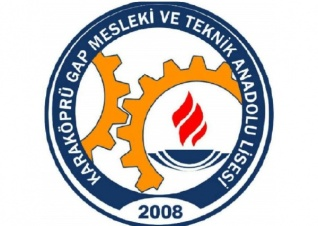 KARAKÖPRÜ GAP MESLEKİ VE TEKNİK ANADOLU LİSESİ
2008